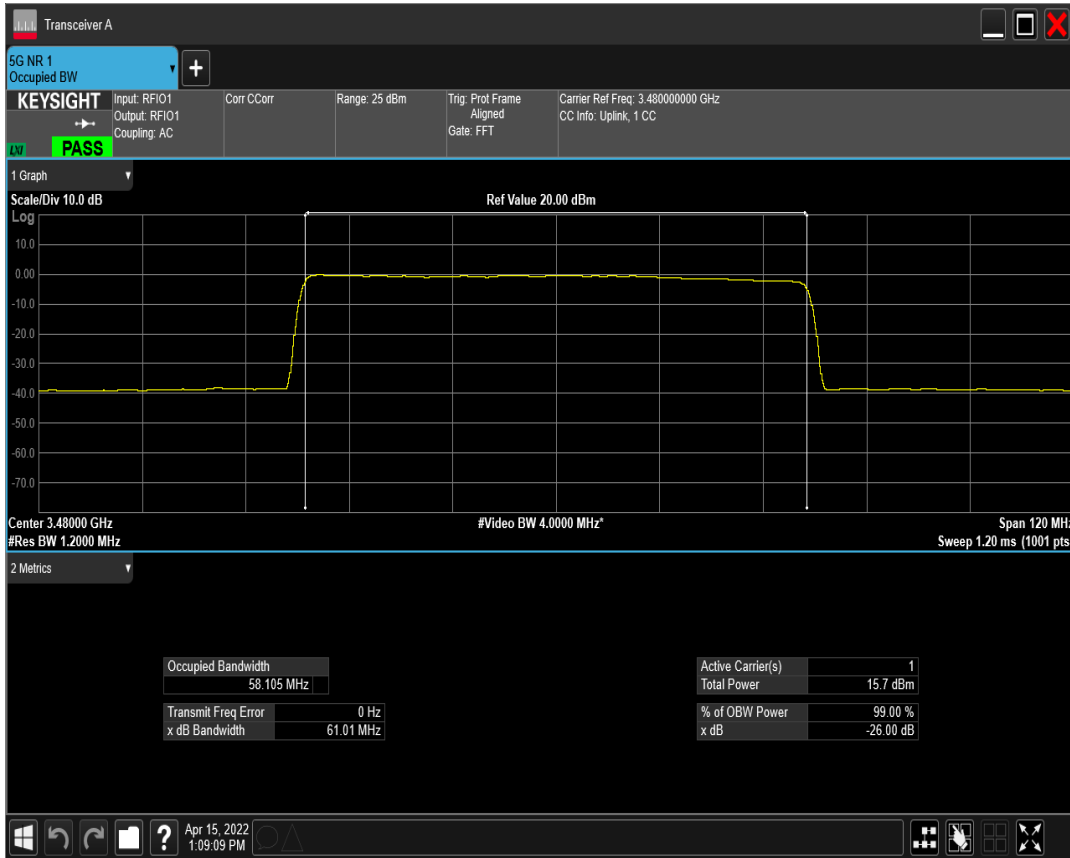 Transceiver A
5G NR 1
Occupied BW
+
KEYSIGHT
LXI
PASS
Input: RFIO1
Output: RFIO1
Coupling: AC
Corr CCorr
Range: 25 dBm
Trig: Prot Frame
Aligned
Gate: FFT
Carrier Ref Freq: 3.480000000 GHz
CC Info: Uplink, 1 CC
1 Graph
Scale/Div 10.0 dB
Ref Value 20.00 dBm
Log
10.0
0.00
-10.0
-20.0
-30.0
-40.0
-50.0
-60.0
-70.0
Center 3.48000 GHz
#Video BW 4.0000 MHz*
Span 120 MHz
#Res BW 1.2000 MHz
Sweep 1.20 ms (1001 pts
2 Metrics
Occupied Bandwidth
58.105 MHz
Transmit Freq Error 0 Hz
x dB Bandwidth 61.01 MHz
Active Carrier(s) 1
Total Power 15.7 dBm
% of OBW Power 99.00 %
x dB -26.00 dB
?
Apr 15, 2022
1:09:09 PM